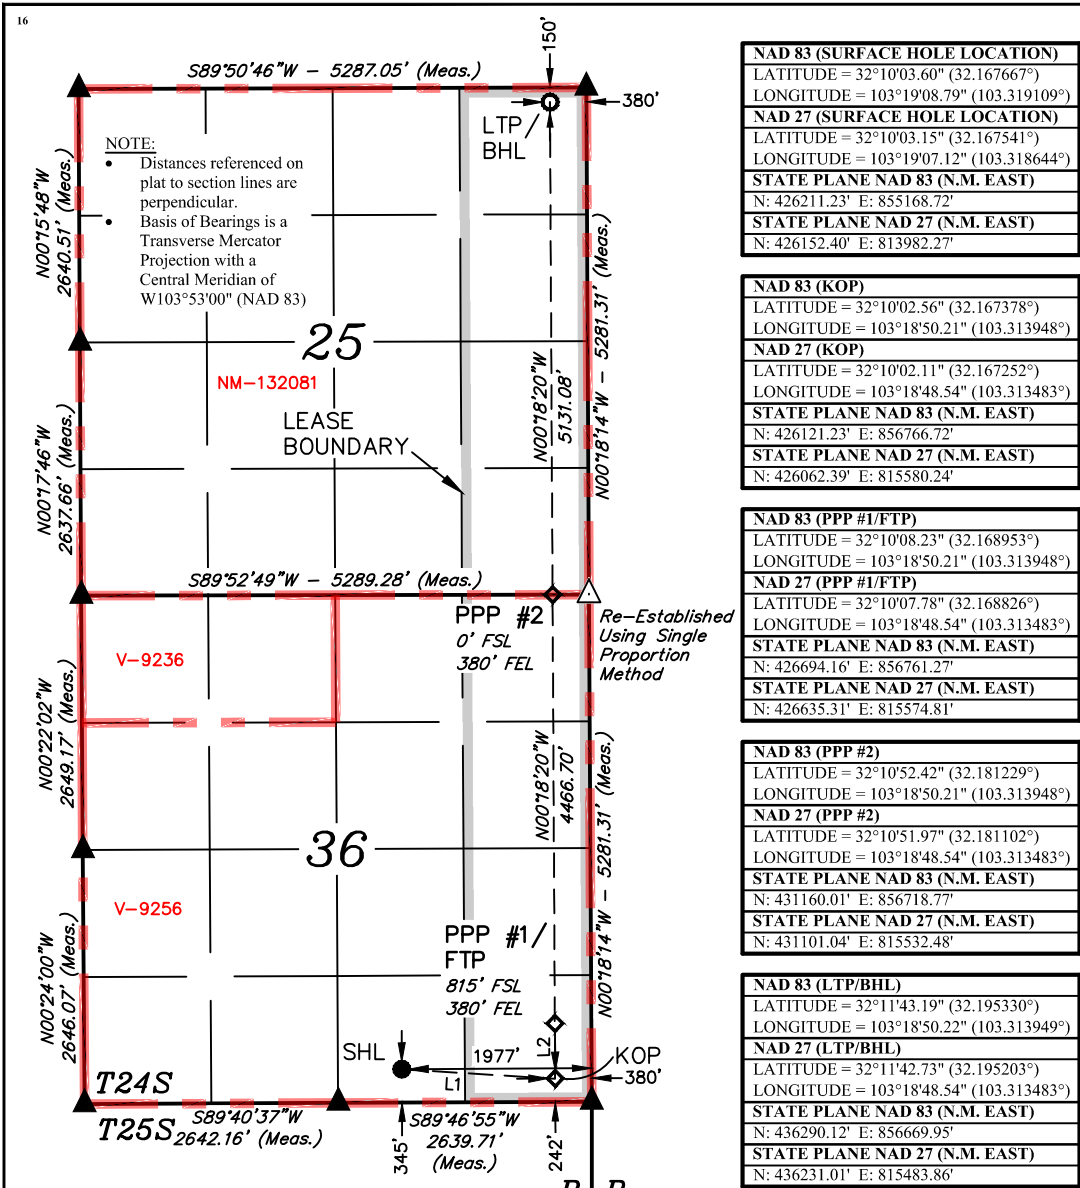 16
S89°50'46"W - 5287.05' (Meas.)
150'
380'
LTP/
BHL
NOTE:
• Distances referenced on
plat to section lines are
perpendicular.
• Basis of Bearings is a
Transverse Mercator
Projection with a
Central Meridian of
W103°53'00" (NAD 83)
N00°15'48"W
2640.51' (Meas.)
25
NM-132081
LEASE
BOUNDARY
N00°18'20"W
5131.08'
N00°18'14"W - 5281.31' (Meas.)
N00°17'46"W
2637.66' (Meas.)
S89°52'49"W - 5289.28' (Meas.)
PPP #2
0' FSL
380' FEL
Re-Established
Using Single
Proportion
Method
V-9236
N00°22'02"W
2649.17' (Meas.)
N00°18'20"W
4466.70'
N00°18'14"W - 5281.31' (Meas.)
36
V-9256
PPP #1/
FTP
815' FSL
380' FEL
N00°24'00"W
2646.07' (Meas.)
SHL
1977'
L1
L2
KOP
380'
T24S
T25S
S89°40'37"W
2642.16' (Meas.)
S89°46'55"W
2639.71'
(Meas.)
345'
242'
NAD 83 (SURFACE HOLE LOCATION)
LATITUDE = 32°10'03.60" (32.167667°)
LONGITUDE = 103°19'08.79" (103.319109°)
NAD 27 (SURFACE HOLE LOCATION)
LATITUDE = 32°10'03.15" (32.167541°)
LONGITUDE = 103°19'07.12" (103.318644°)
STATE PLANE NAD 83 (N.M. EAST)
N: 426211.23' E: 855168.72'
STATE PLANE NAD 27 (N.M. EAST)
N: 426152.40' E: 813982.27'
NAD 83 (KOP)
LATITUDE = 32°10'02.56" (32.167378°)
LONGITUDE = 103°18'50.21" (103.313948°)
NAD 27 (KOP)
LATITUDE = 32°10'02.11" (32.167252°)
LONGITUDE = 103°18'48.54" (103.313483°)
STATE PLANE NAD 83 (N.M. EAST)
N: 426121.23' E: 856766.72'
STATE PLANE NAD 27 (N.M. EAST)
N: 426062.39' E: 815580.24'
NAD 83 (PPP #1/FTP)
LATITUDE = 32°10'08.23" (32.168953°)
LONGITUDE = 103°18'50.21" (103.313948°)
NAD 27 (PPP #1/FTP)
LATITUDE = 32°10'07.78" (32.168826°)
LONGITUDE = 103°18'48.54" (103.313483°)
STATE PLANE NAD 83 (N.M. EAST)
N: 426694.16' E: 856761.27'
STATE PLANE NAD 27 (N.M. EAST)
N: 426635.31' E: 815574.81'
NAD 83 (PPP #2)
LATITUDE = 32°10'52.42" (32.181229°)
LONGITUDE = 103°18'50.21" (103.313948°)
NAD 27 (PPP #2)
LATITUDE = 32°10'51.97" (32.181102°)
LONGITUDE = 103°18'48.54" (103.313483°)
STATE PLANE NAD 83 (N.M. EAST)
N: 431160.01' E: 856718.77'
STATE PLANE NAD 27 (N.M. EAST)
N: 431101.04' E: 815532.48'
NAD 83 (LTP/BHL)
LATITUDE = 32°11'43.19" (32.195330°)
LONGITUDE = 103°18'50.22" (103.313949°)
NAD 27 (LTP/BHL)
LATITUDE = 32°11'42.73" (32.195203°)
LONGITUDE = 103°18'48.54" (103.313483°)
STATE PLANE NAD 83 (N.M. EAST)
N: 436290.12' E: 856669.95'
STATE PLANE NAD 27 (N.M. EAST)
N: 436231.01' E: 815483.86'